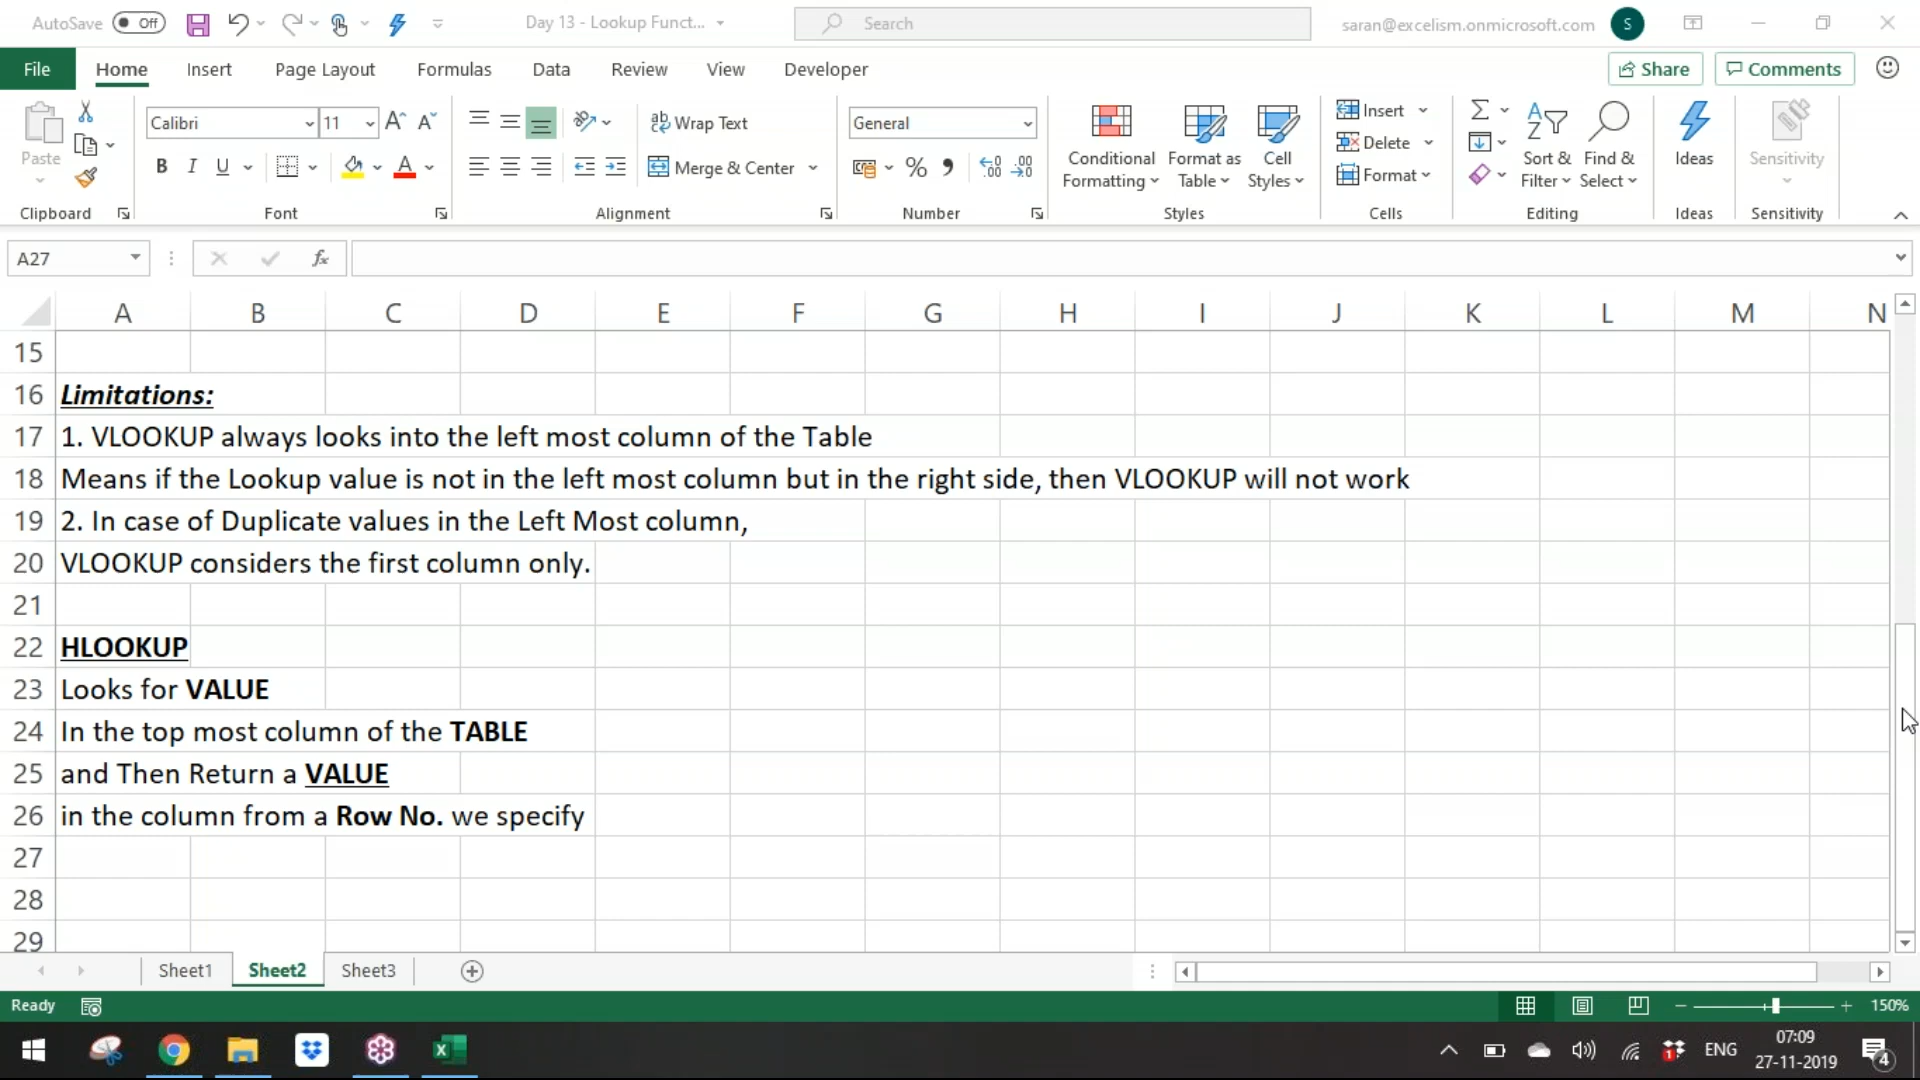 AutoSave Off Day 13 - Lookup Funct... Search saran@excelism.onmicrosoft.com S
File Home Insert Page Layout Formulas Data Review View Developer Share Comments
Paste Calibri 11 Wrap Text General Conditional Formatting Format as Table Cell Styles Insert Sort & Filter Find & Select Ideas Sensitivity
B I U A Merge & Center % Delete
Format
Clipboard Font Alignment Number Styles Cells Editing Ideas Sensitivity
A27 fx
A B C D E F G H I J K L M N
15
16 Limitations:
17 1. VLOOKUP always looks into the left most column of the Table
18 Means if the Lookup value is not in the left most column but in the right side, then VLOOKUP will not work
19 2. In case of Duplicate values in the Left Most column,
20 VLOOKUP considers the first column only.
21
22 HLOOKUP
23 Looks for VALUE
24 In the top most column of the TABLE
25 and Then Return a VALUE
26 in the column from a Row No. we specify
27
28
29
Sheet1 Sheet2 Sheet3
Ready 150%
ENG 07:09
27-11-2019 4